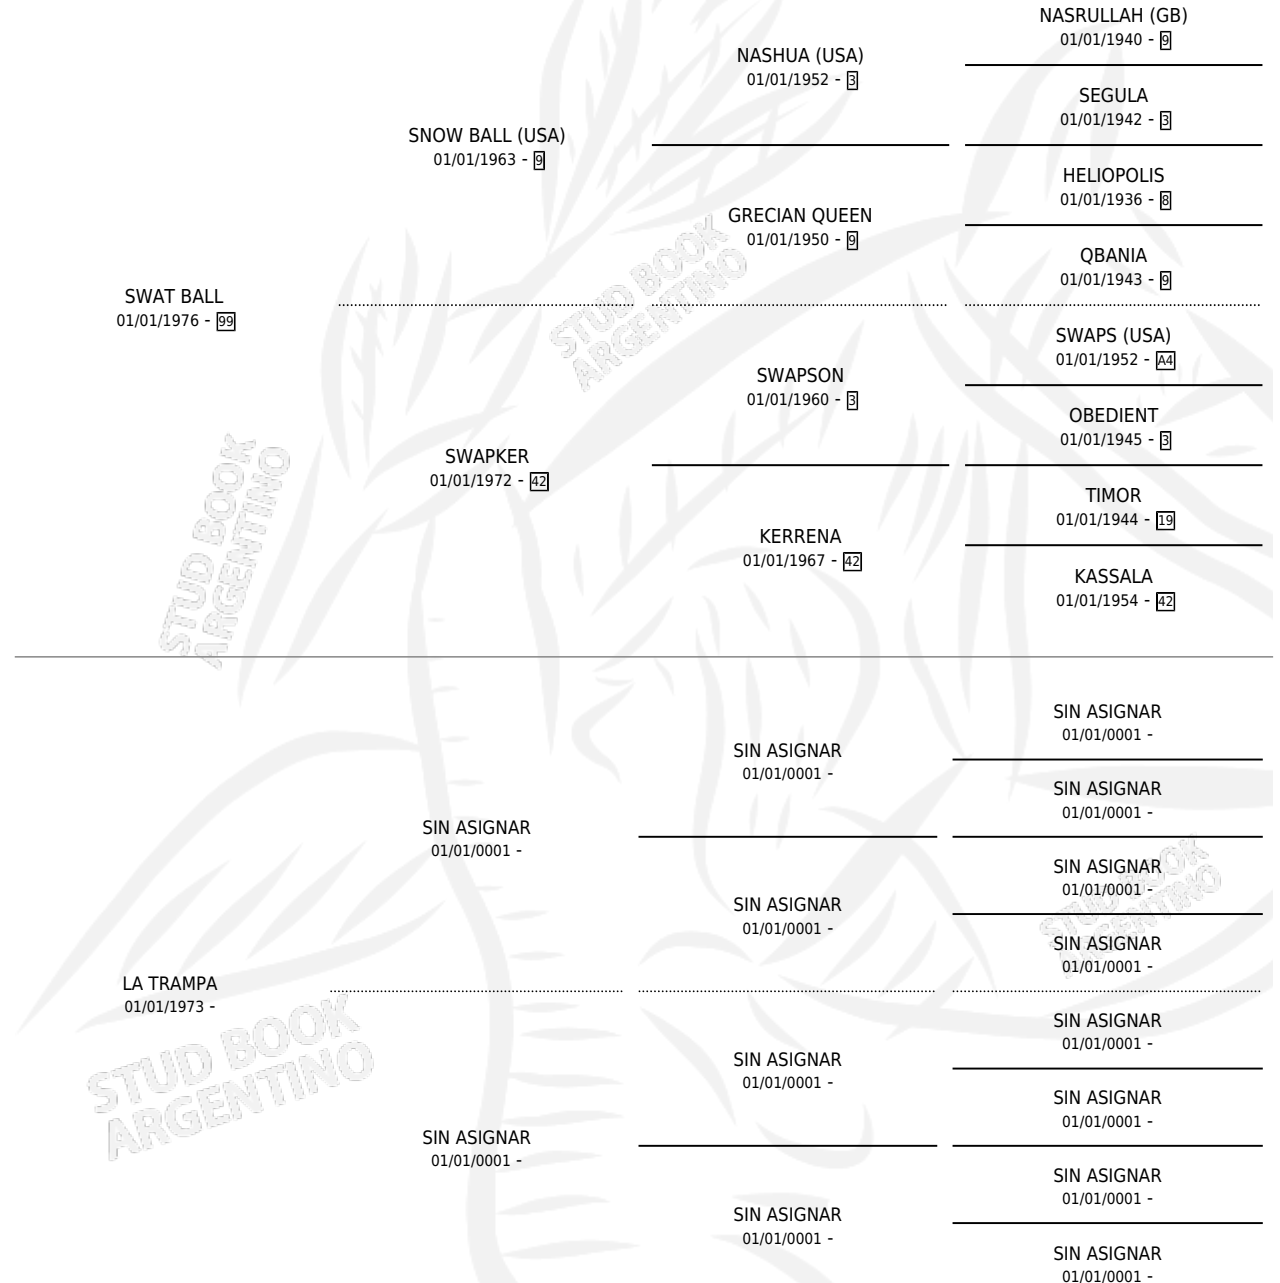 NASRULLAH (GB)
01/01/1940 - 9
NASHUA (USA)
01/01/1952 - 3
SEGULA
01/01/1942 - 3
SNOW BALL (USA)
01/01/1963 - 9
HELIOPOLIS
01/01/1936 - 8
GRECIAN QUEEN
01/01/1950 - 9
QBANIA
01/01/1943 - 9
SWAT BALL
01/01/1976 - 99
SWAPS (USA)
01/01/1952 - A4
SWAPSON
01/01/1960 - 3
OBEDIENT
01/01/1945 - 3
SWAPKER
01/01/1972 - 42
TIMOR
01/01/1944 - 19
KERRENA
01/01/1967 - 42
KASSALA
01/01/1954 - 42
STUD BOOK
ARGENTINO
STUD BOOK
ARGENTINO
SIN ASIGNAR
01/01/0001 -
SIN ASIGNAR
01/01/0001 -
SIN ASIGNAR
01/01/0001 -
SIN ASIGNAR
01/01/0001 -
SIN ASIGNAR
01/01/0001 -
SIN ASIGNAR
01/01/0001 -
SIN ASIGNAR
01/01/0001 -
LA TRAMPA
01/01/1973 -
SIN ASIGNAR
01/01/0001 -
SIN ASIGNAR
01/01/0001 -
SIN ASIGNAR
01/01/0001 -
SIN ASIGNAR
01/01/0001 -
SIN ASIGNAR
01/01/0001 -
SIN ASIGNAR
01/01/0001 -
SIN ASIGNAR
01/01/0001 -
STUD BOOK
ARGENTINO
STUD BOOK
ARGENTINO